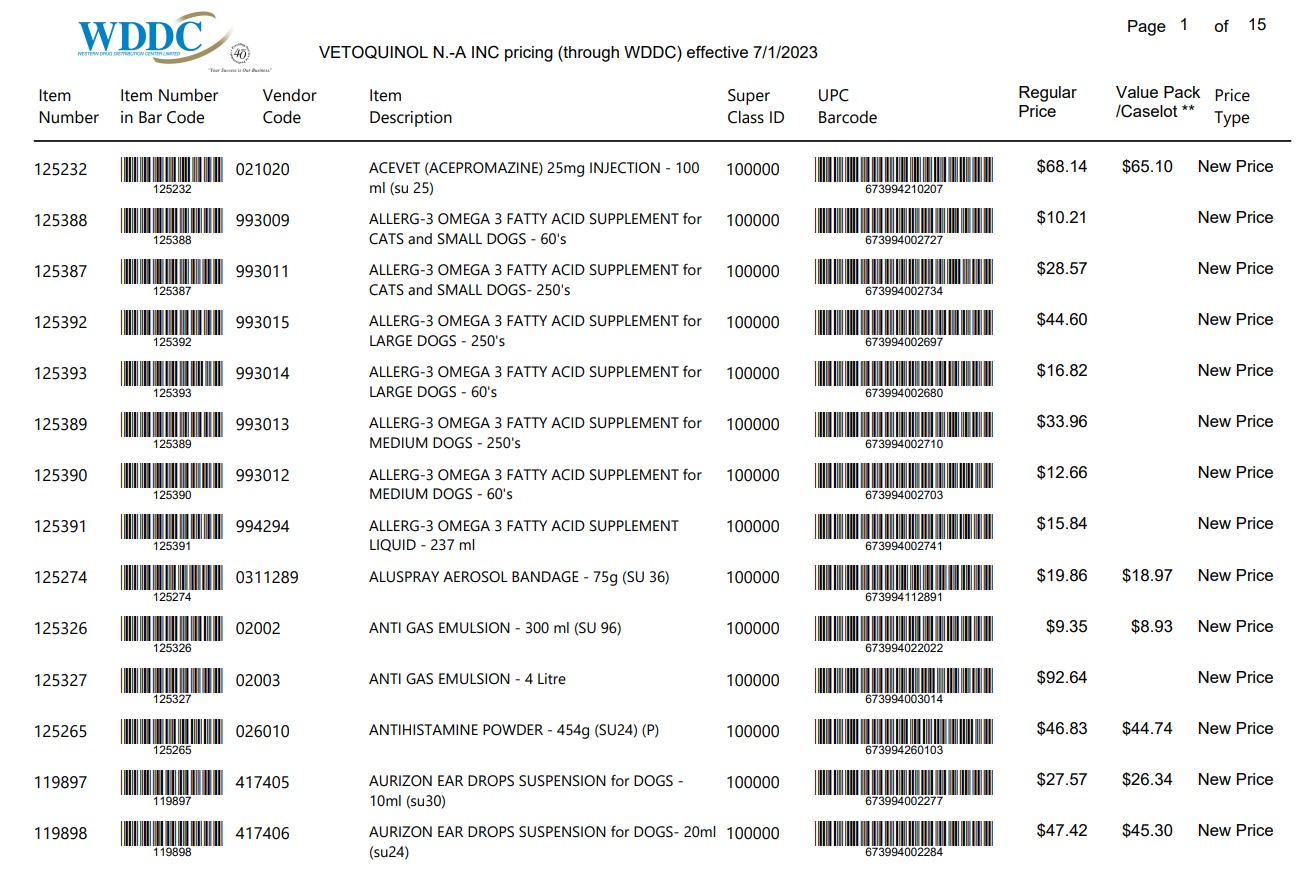 WDDC
WESTERN DRUG DISTRIBUTION CENTER LIMITED
40
"Your Success is Our Business."
Page 1 of 15
VETOQUINOL N.-A INC pricing (through WDDC) effective 7/1/2023
Item Number Item Number in Bar Code Vendor Code Item Description Super Class ID UPC Barcode Regular Price Value Pack /Caselot ** Price Type
125232 125232 021020 ACEVET (ACEPROMAZINE) 25mg INJECTION - 100 100000 673994210207 $68.14 $65.10 New Price
ml (su 25)
125388 125388 993009 ALLERG-3 OMEGA 3 FATTY ACID SUPPLEMENT for 100000 673994002727 $10.21 New Price
CATS and SMALL DOGS - 60's
125387 125387 993011 ALLERG-3 OMEGA 3 FATTY ACID SUPPLEMENT for 100000 673994002734 $28.57 New Price
CATS and SMALL DOGS- 250's
125392 125392 993015 ALLERG-3 OMEGA 3 FATTY ACID SUPPLEMENT for 100000 673994002697 $44.60 New Price
LARGE DOGS - 250's
125393 125393 993014 ALLERG-3 OMEGA 3 FATTY ACID SUPPLEMENT for 100000 673994002680 $16.82 New Price
LARGE DOGS - 60's
125389 125389 993013 ALLERG-3 OMEGA 3 FATTY ACID SUPPLEMENT for 100000 673994002710 $33.96 New Price
MEDIUM DOGS - 250's
125390 125390 993012 ALLERG-3 OMEGA 3 FATTY ACID SUPPLEMENT for 100000 673994002703 $12.66 New Price
MEDIUM DOGS - 60's
125391 125391 994294 ALLERG-3 OMEGA 3 FATTY ACID SUPPLEMENT 100000 673994002741 $15.84 New Price
LIQUID - 237 ml
125274 125274 0311289 ALUSPRAY AEROSOL BANDAGE - 75g (SU 36) 100000 673994112891 $19.86 $18.97 New Price
125326 125326 02002 ANTI GAS EMULSION - 300 ml (SU 96) 100000 673994022022 $9.35 $8.93 New Price
125327 125327 02003 ANTI GAS EMULSION - 4 Litre 100000 673994003014 $92.64 New Price
125265 125265 026010 ANTIHISTAMINE POWDER - 454g (SU24) (P) 100000 673994260103 $46.83 $44.74 New Price
119897 119897 417405 AURIZON EAR DROPS SUSPENSION for DOGS - 100000 673994002277 $27.57 $26.34 New Price
10ml (su30)
119898 119898 417406 AURIZON EAR DROPS SUSPENSION for DOGS- 20ml 100000 673994002284 $47.42 $45.30 New Price
(su24)